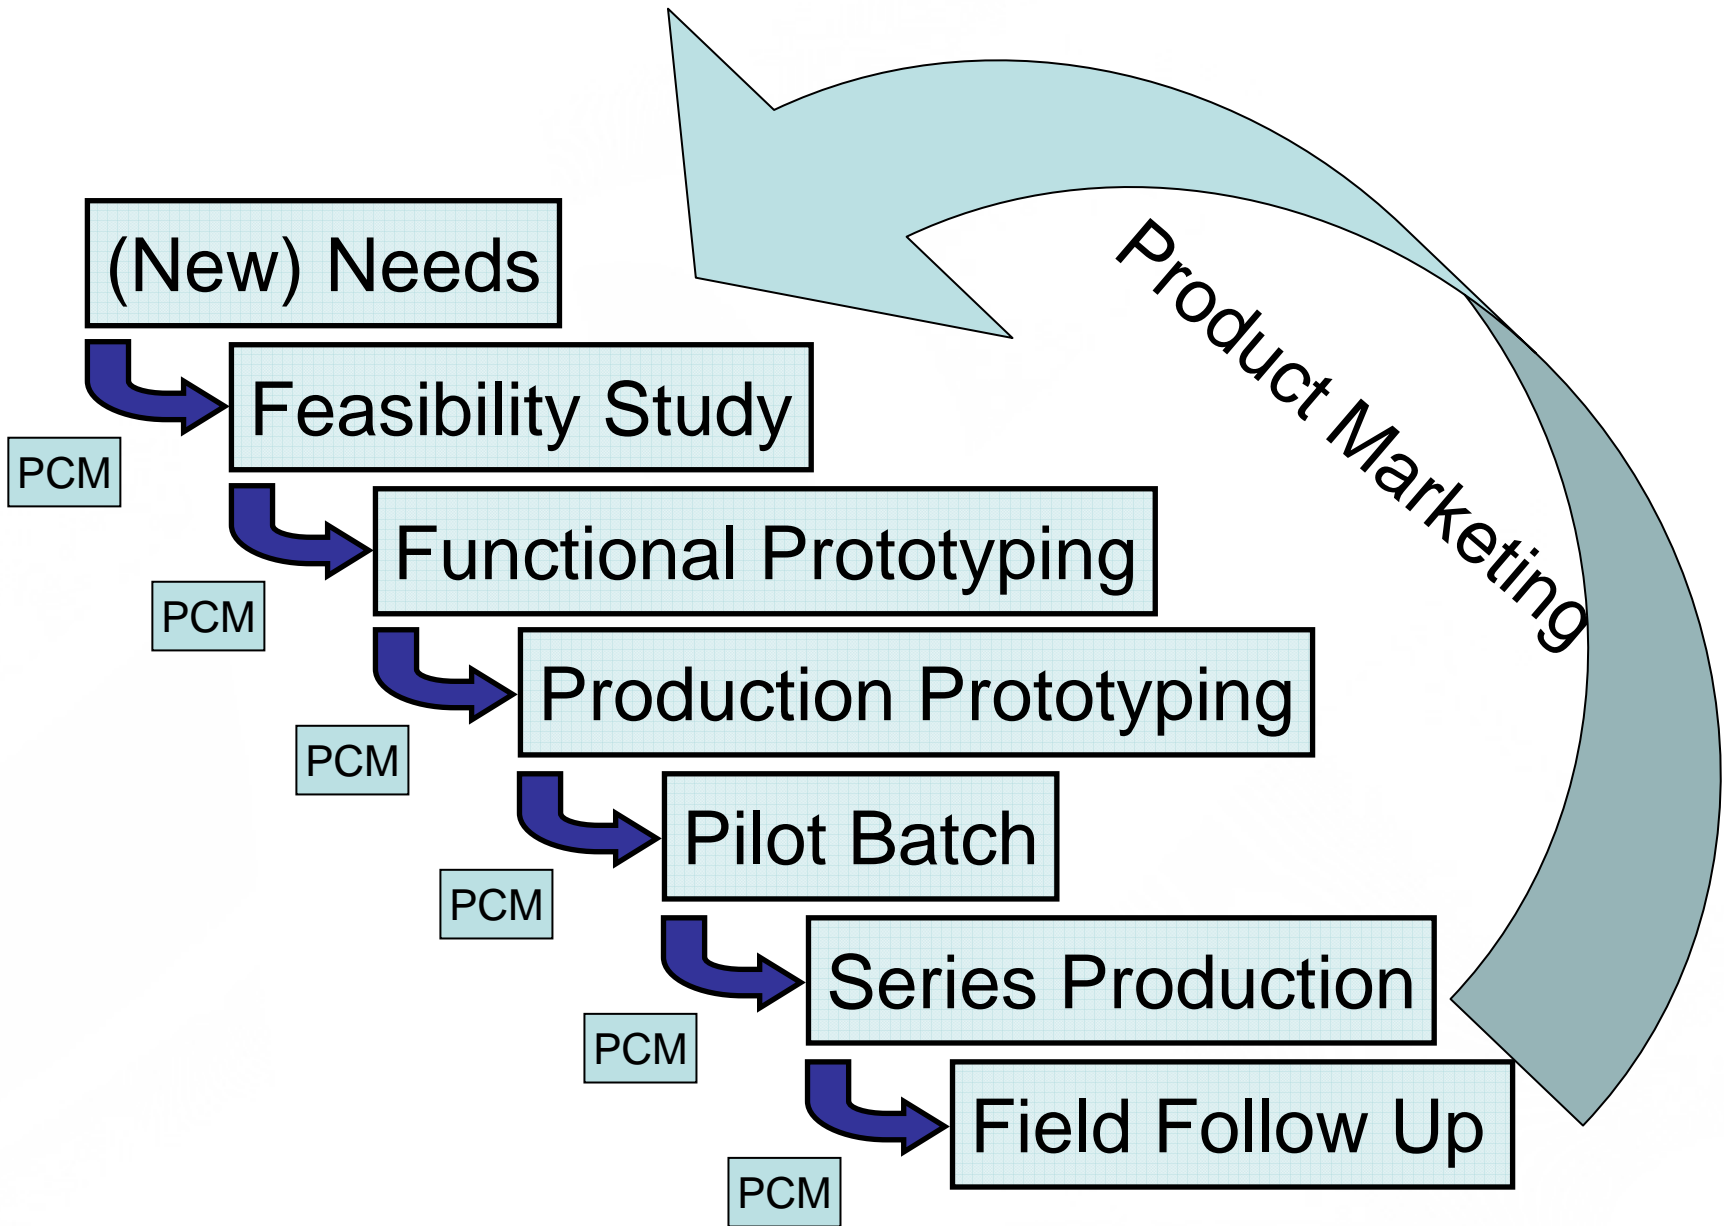 (New) Needs
Feasibility Study
PCM
Functional Prototyping
PCM
Production Prototyping
PCM
Pilot Batch
PCM
Series Production
PCM
Field Follow Up
PCM
Product Marketing